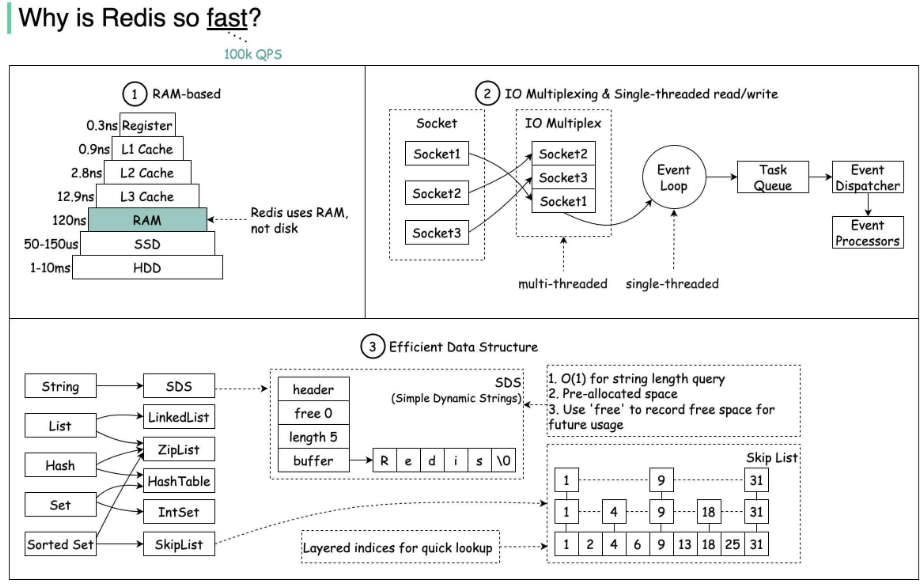 Why is Redis so fast?
100k QPS
1 RAM-based
0.3ns Register
0.9ns L1 Cache
2.8ns L2 Cache
12.9ns L3 Cache
120ns RAM
50-150us SSD
1-10ms HDD
Redis uses RAM,
not disk
2 IO Multiplexing & Single-threaded read/write
Socket
Socket1
Socket2
Socket3
IO Multiplex
Socket2
Socket3
Socket1
multi-threaded
Event
Loop
single-threaded
Task
Queue
Event
Dispatcher
Event
Processors
3 Efficient Data Structure
String
List
Hash
Set
Sorted Set
SDS
LinkedList
ZipList
HashTable
IntSet
SkipList
header
free 0
length 5
buffer
R e d i s \0
SDS
(Simple Dynamic Strings)
1. O(1) for string length query
2. Pre-allocated space
3. Use 'free' to record free space for
future usage
Skip List
1 9 31
1 4 9 18 31
1 2 4 6 9 13 18 25 31
Layered indices for quick lookup